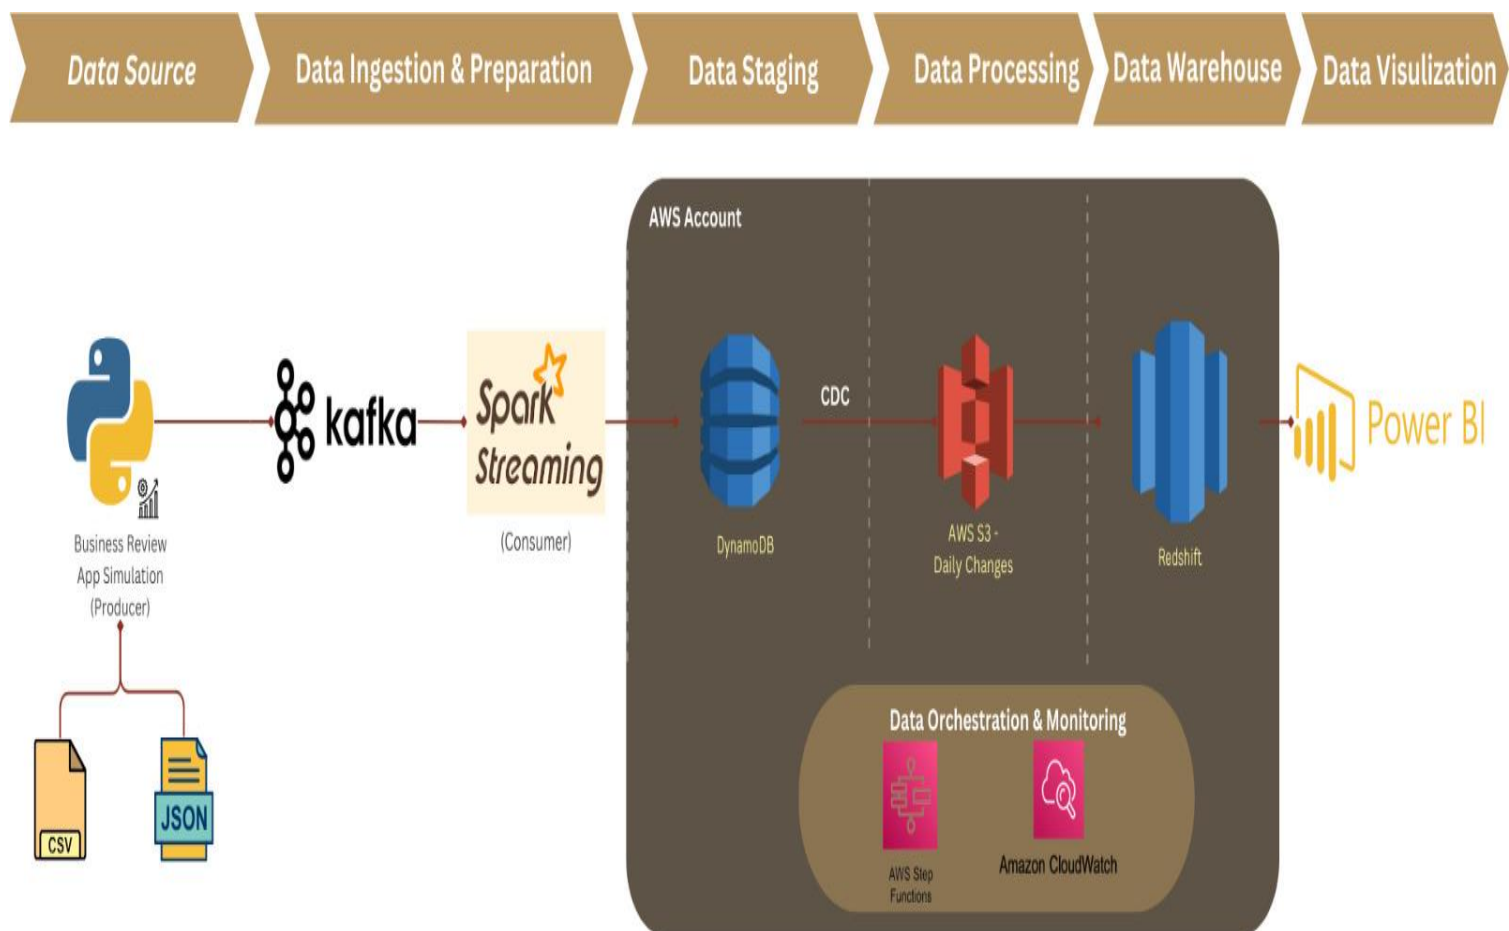 Data Source
Data Ingestion & Preparation
Data Staging
Data Processing
Data Warehouse
Data Visulization
AWS Account
kafka
Spark
Streaming
(Consumer)
Business Review
App Simulation
(Producer)
CSV
JSON
DynamoDB
CDC
AWS S3 -
Daily Changes
Redshift
Power BI
Data Orchestration & Monitoring
AWS Step
Functions
Amazon CloudWatch